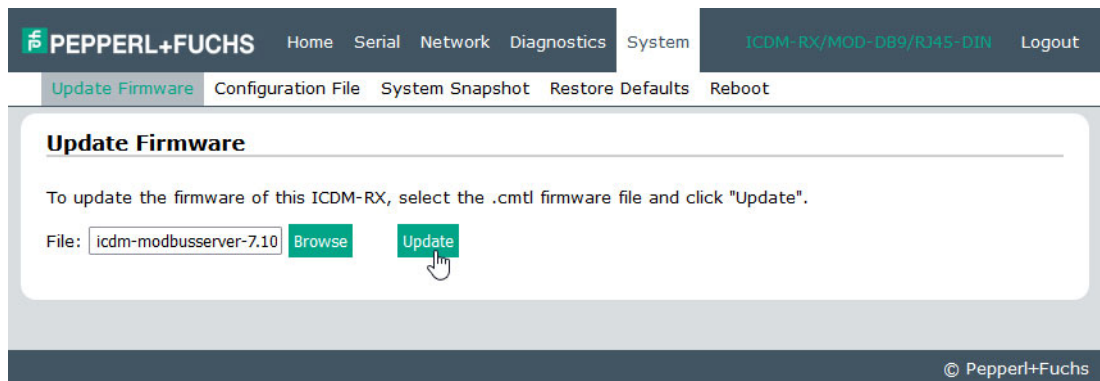 PEPPERL+FUCHS Home Serial Network Diagnostics System ICDM-RX/MOD-DB9/RJ45-DIN Logout
Update Firmware Configuration File System Snapshot Restore Defaults Reboot
Update Firmware
To update the firmware of this ICDM-RX, select the .cmtl firmware file and click "Update".
File: icdm-modbusserver-7.10 Browse Update
© Pepperl+Fuchs